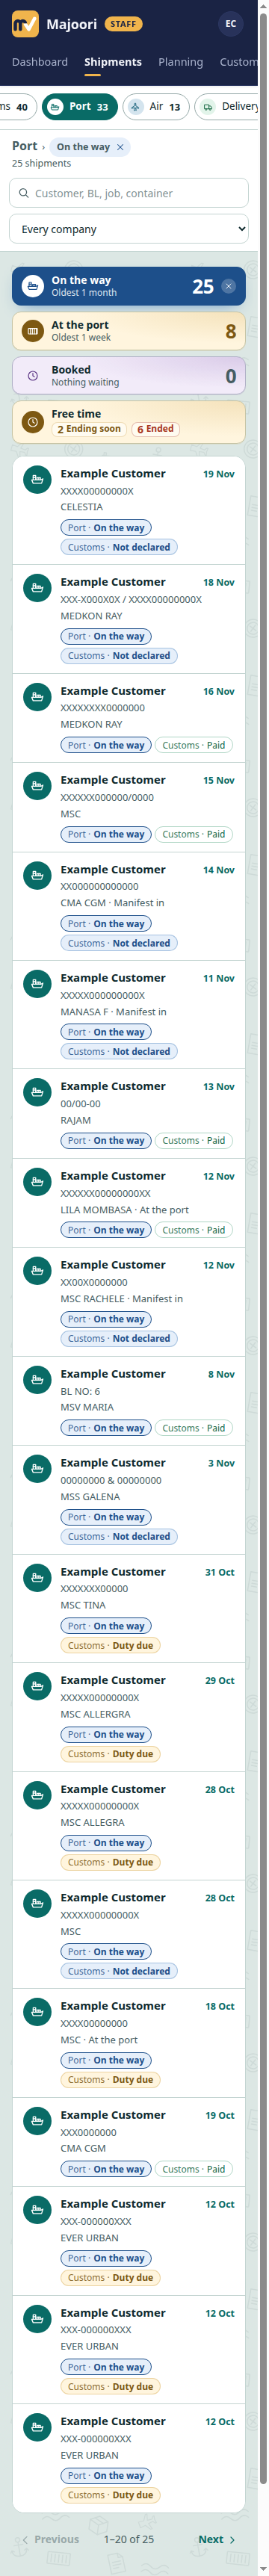 Majoori STAFF EC
Dashboard Shipments Planning Custom
ms 40 Port 33 Air 13 Delivery
Port › On the way ×
25 shipments
Customer, BL, job, container
Every company
On the way
Oldest 1 month
25
At the port
Oldest 1 week
8
Booked
Nothing waiting
0
Free time
2 Ending soon 6 Ended
Example Customer 19 Nov
XXXX00000000X
CELESTIA
Port · On the way
Customs · Not declared
Example Customer 18 Nov
XXX-X000X0X / XXXX00000000X
MEDKON RAY
Port · On the way
Customs · Not declared
Example Customer 16 Nov
XXXXXXXX0000000
MEDKON RAY
Port · On the way Customs · Paid
Example Customer 15 Nov
XXXXXX000000/0000
MSC
Port · On the way Customs · Paid
Example Customer 14 Nov
XX00000000000
CMA CGM · Manifest in
Port · On the way
Customs · Not declared
Example Customer 11 Nov
XXXXX000000000X
MANASA F · Manifest in
Port · On the way
Customs · Not declared
Example Customer 13 Nov
00/00-00
RAJAM
Port · On the way Customs · Paid
Example Customer 12 Nov
XXXXXX00000000XX
LILA MOMBASA · At the port
Port · On the way Customs · Paid
Example Customer 12 Nov
XX00X0000000
MSC RACHELE · Manifest in
Port · On the way
Customs · Not declared
Example Customer 8 Nov
BL NO: 6
MSV MARIA
Port · On the way Customs · Paid
Example Customer 3 Nov
00000000 & 00000000
MSS GALENA
Port · On the way
Customs · Not declared
Example Customer 31 Oct
XXXXXXX00000
MSC TINA
Port · On the way
Customs · Duty due
Example Customer 29 Oct
XXXXX00000000X
MSC ALLERGRA
Port · On the way
Customs · Duty due
Example Customer 28 Oct
XXXXX00000000X
MSC ALLEGRA
Port · On the way
Customs · Duty due
Example Customer 28 Oct
XXXXX00000000X
MSC
Port · On the way
Customs · Not declared
Example Customer 18 Oct
XXXX00000000
MSC · At the port
Port · On the way
Customs · Duty due
Example Customer 19 Oct
XXX0000000
CMA CGM
Port · On the way Customs · Paid
Example Customer 12 Oct
XXX-000000XXX
EVER URBAN
Port · On the way
Customs · Duty due
Example Customer 12 Oct
XXX-000000XXX
EVER URBAN
Port · On the way
Customs · Duty due
Example Customer 12 Oct
XXX-000000XXX
EVER URBAN
Port · On the way
Customs · Duty due
Previous 1–20 of 25 Next